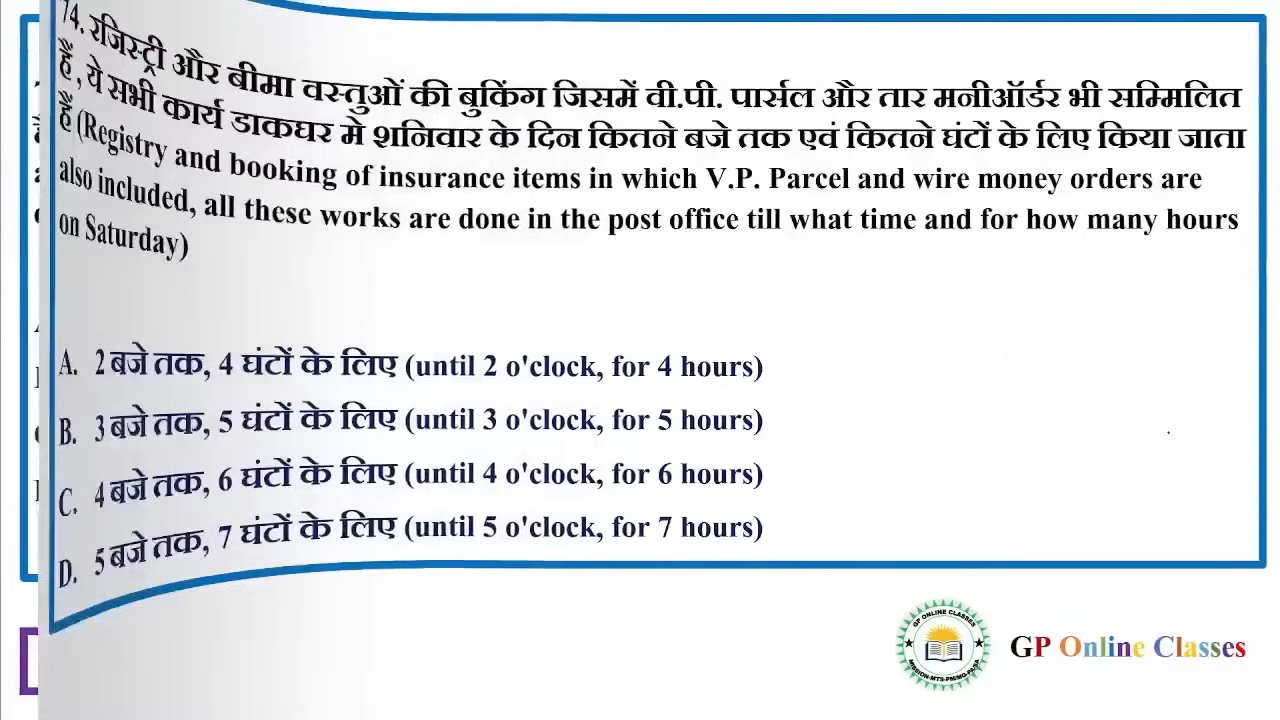 74. रजिस्ट्री और बीमा वस्तुओं की बुकिंग जिसमें वी.पी. पार्सल और तार मनीऑर्डर भी सम्मिलित
हैं , ये सभी कार्य डाकघर मे शनिवार के दिन कितने बजे तक एवं कितने घंटों के लिए किया जाता
हैं (Registry and booking of insurance items in which V.P. Parcel and wire money orders are
also included, all these works are done in the post office till what time and for how many hours
on Saturday)
A. 2 बजे तक, 4 घंटों के लिए (until 2 o'clock, for 4 hours)
B. 3 बजे तक, 5 घंटों के लिए (until 3 o'clock, for 5 hours)
C. 4 बजे तक, 6 घंटों के लिए (until 4 o'clock, for 6 hours)
D. 5 बजे तक, 7 घंटों के लिए (until 5 o'clock, for 7 hours)
GP ONLINE CLASSES
GP Online Classes